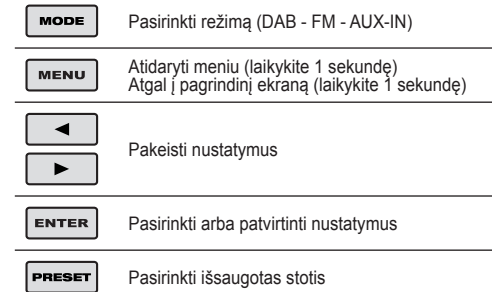 MODE Pasirinkti režimą (DAB - FM - AUX-IN)
MENU Atidaryti meniu (laikykite 1 sekundę)
Atgal į pagrindinį ekraną (laikykite 1 sekundę)
Pakeisti nustatymus
ENTER Pasirinkti arba patvirtinti nustatymus
PRESET Pasirinkti išsaugotas stotis